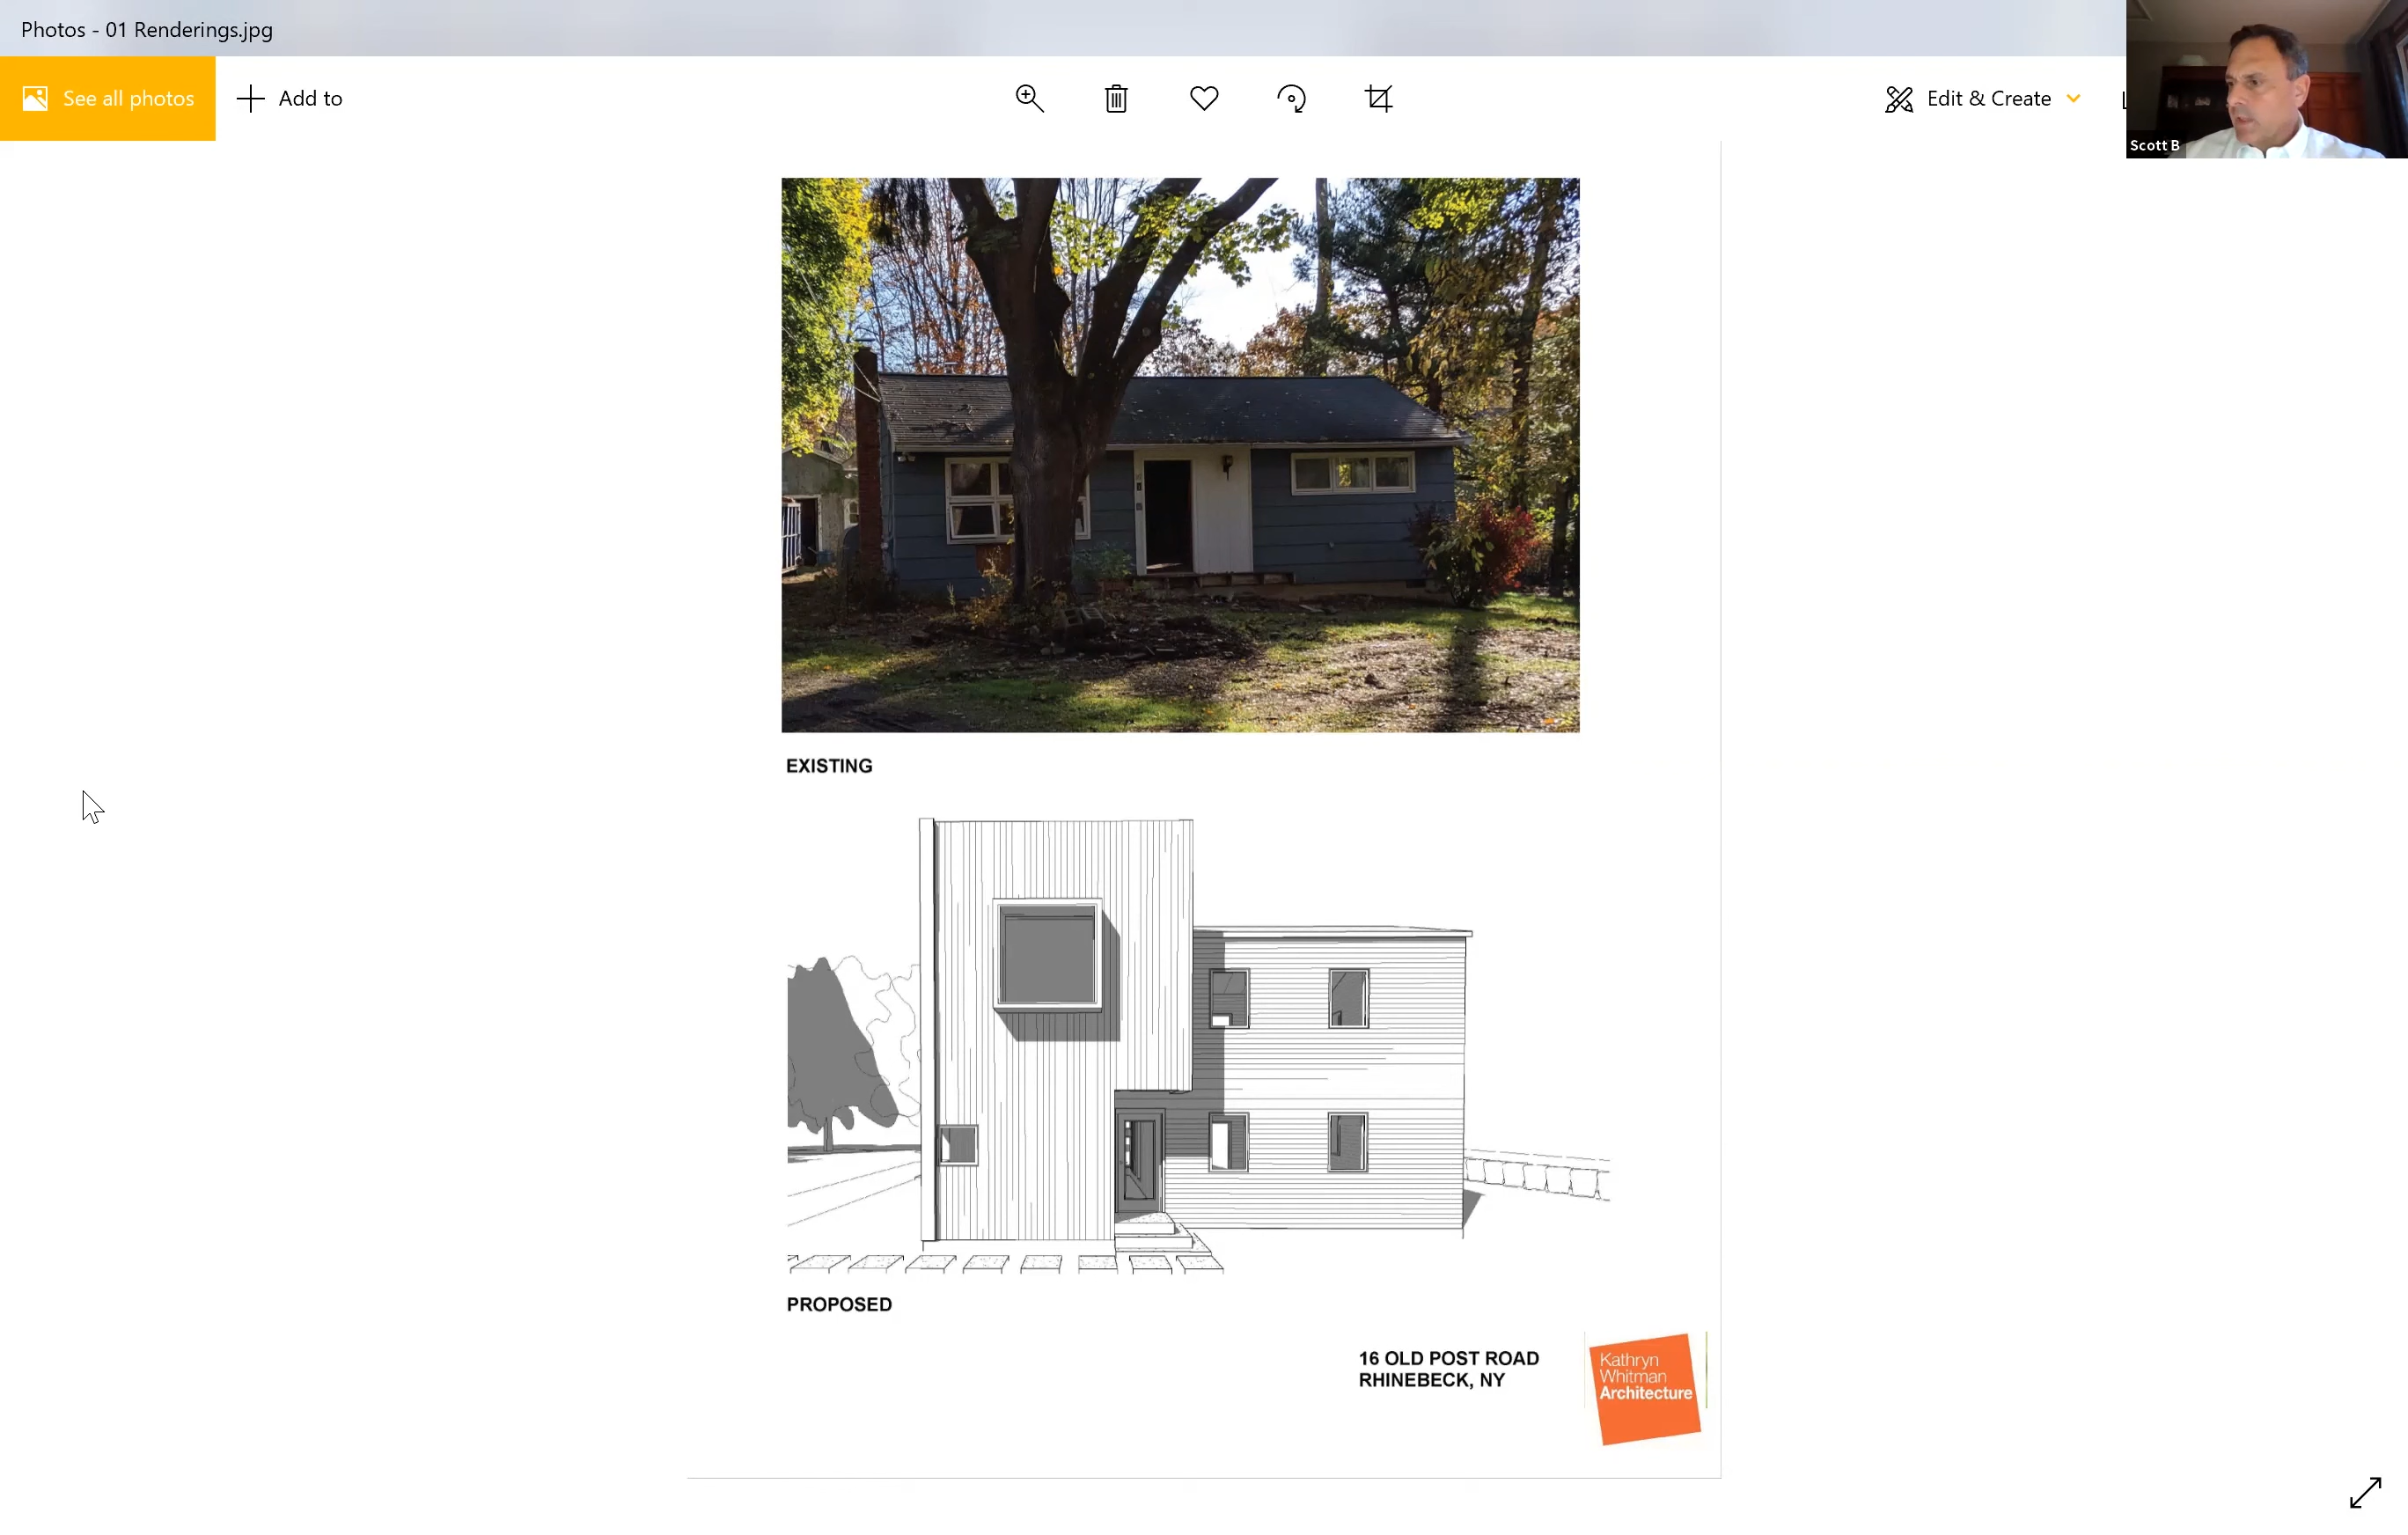 Photos - 01 Renderings.jpg
See all photos
Add to
Edit & Create
Scott B
EXISTING
PROPOSED
16 OLD POST ROAD
RHINEBECK, NY
Kathryn
Whitman
Architecture